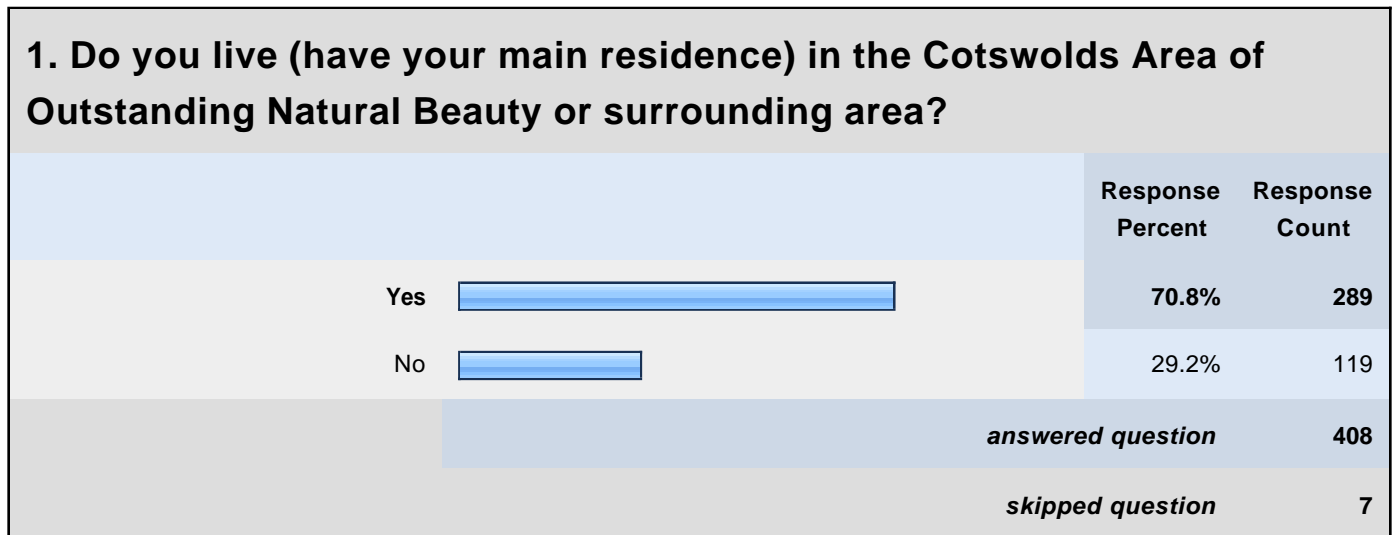 1. Do you live (have your main residence) in the Cotswolds Area of
Outstanding Natural Beauty or surrounding area?
Response Percent Response Count
Yes 70.8% 289
No 29.2% 119
answered question 408
skipped question 7